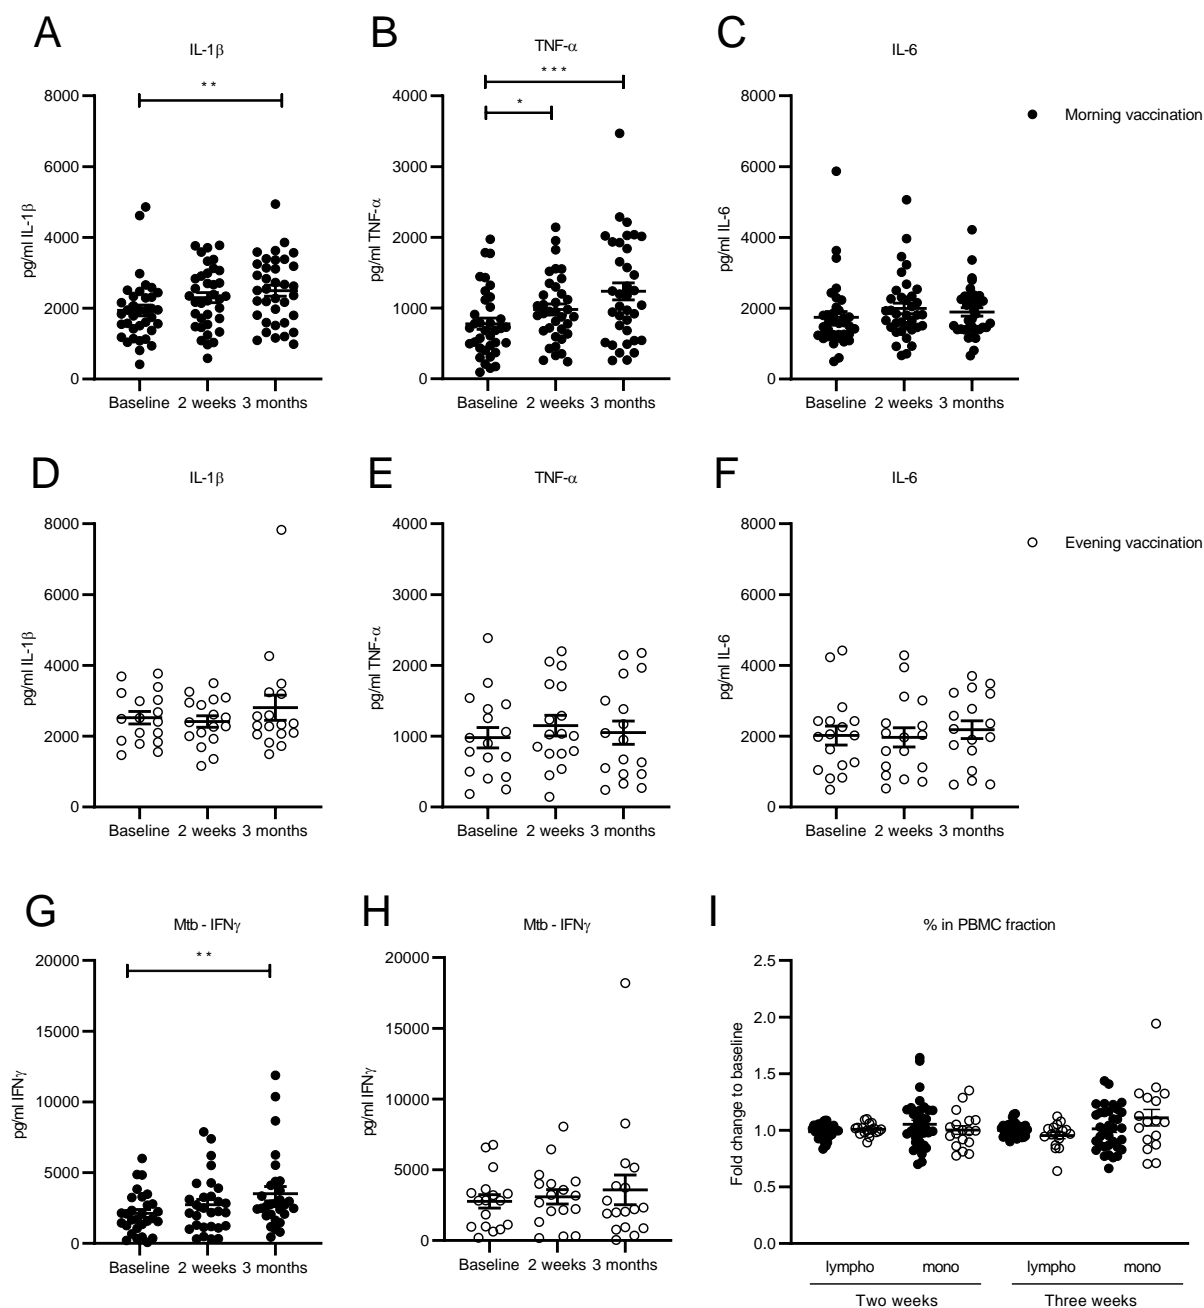 A
IL-1β
**
pg/ml IL-1β
8000
6000
4000
2000
0
Baseline 2 weeks 3 months
B
TNF-α
***
*
pg/ml TNF-α
4000
3000
2000
1000
0
Baseline 2 weeks 3 months
C
IL-6
pg/ml IL-6
8000
6000
4000
2000
0
Baseline 2 weeks 3 months
Morning vaccination
D
IL-1β
pg/ml IL-1β
8000
6000
4000
2000
0
Baseline 2 weeks 3 months
E
TNF-α
pg/ml TNF-α
4000
3000
2000
1000
0
Baseline 2 weeks 3 months
F
IL-6
pg/ml IL-6
8000
6000
4000
2000
0
Baseline 2 weeks 3 months
Evening vaccination
G
Mtb - IFNγ
**
pg/ml IFNγ
20000
15000
10000
5000
0
Baseline 2 weeks 3 months
H
Mtb - IFNγ
pg/ml IFNγ
20000
15000
10000
5000
0
Baseline 2 weeks 3 months
I
% in PBMC fraction
Fold change to baseline
2.5
2.0
1.5
1.0
0.5
0.0
lympho mono lympho mono
Two weeks Three weeks